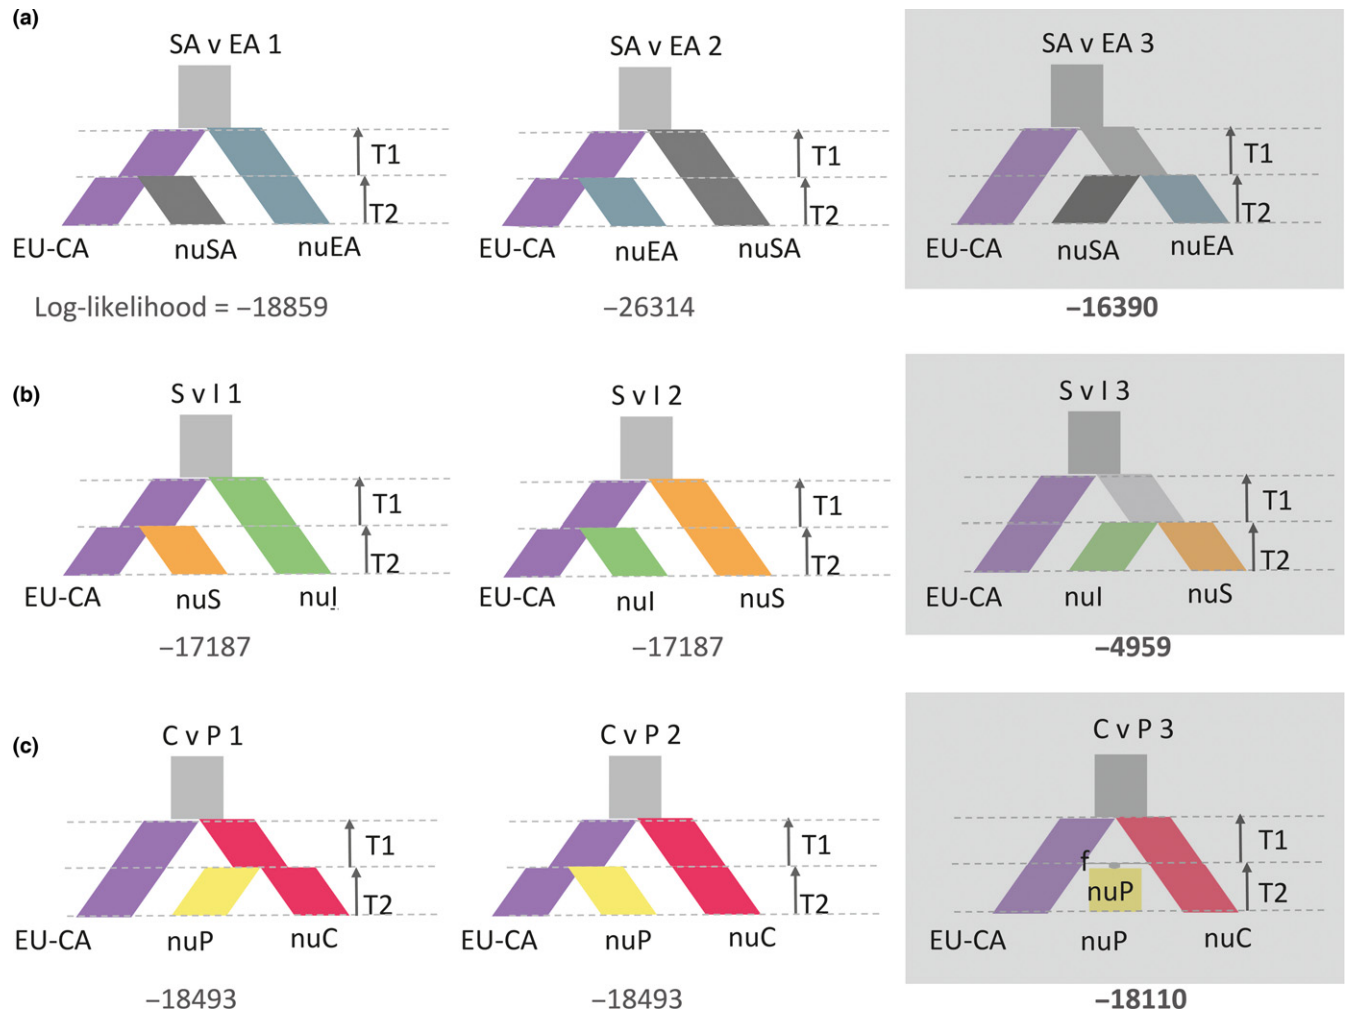 (a)
SA v EA 1
SA v EA 2
SA v EA 3
T1
T1
T1
T2
T2
T2
EU-CA
nuSA
nuEA
EU-CA
nuEA
nuSA
EU-CA
nuSA
nuEA
Log-likelihood = –18859
–26314
–16390
(b)
S v I 1
S v I 2
S v I 3
T1
T1
T1
T2
T2
T2
EU-CA
nuS
nuI
EU-CA
nuI
nuS
EU-CA
nuI
nuS
–17187
–17187
–4959
(c)
C v P 1
C v P 2
C v P 3
T1
T1
T1
f
nuP
T2
T2
T2
EU-CA
nuP
nuC
EU-CA
nuP
nuC
EU-CA
nuP
nuC
–18493
–18493
–18110